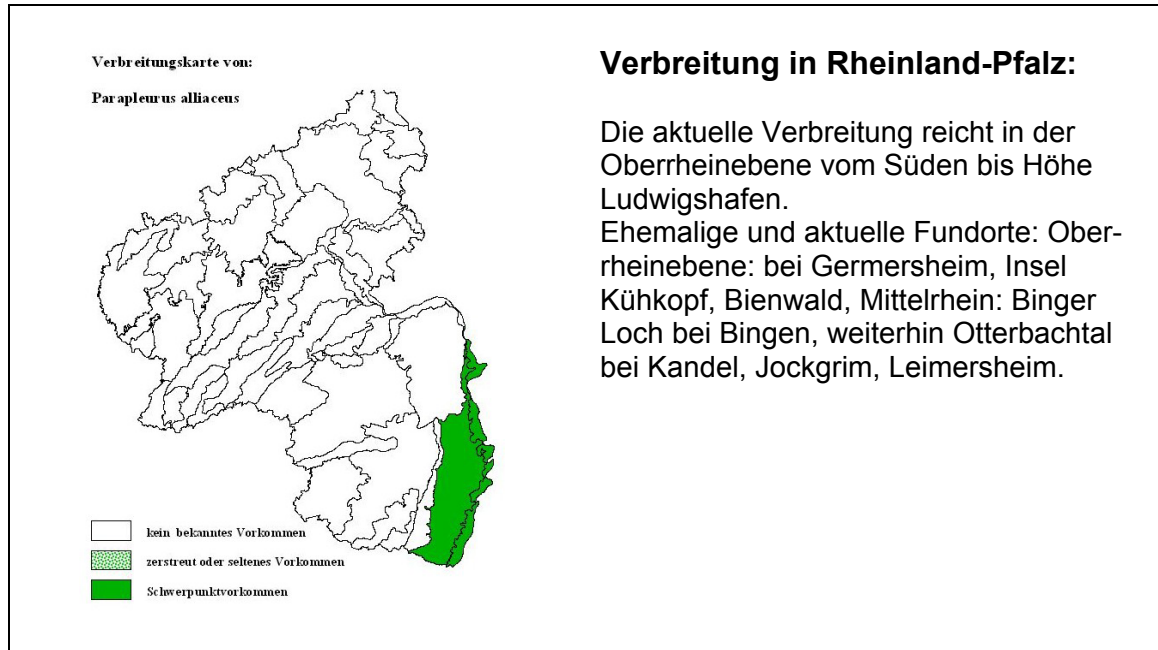 Verbreitungskarte von:
Parapleurus alliaceus
kein bekanntes Vorkommen
zerstreut oder seltenes Vorkommen
Schwerpunktvorkommen
Verbreitung in Rheinland-Pfalz:
Die aktuelle Verbreitung reicht in der
Oberrheinebene vom Süden bis Höhe
Ludwigshafen.
Ehemalige und aktuelle Fundorte: Ober-
rheinebene: bei Germersheim, Insel
Kühkopf, Bienwald, Mittelrhein: Binger
Loch bei Bingen, weiterhin Otterbachtal
bei Kandel, Jockgrim, Leimersheim.